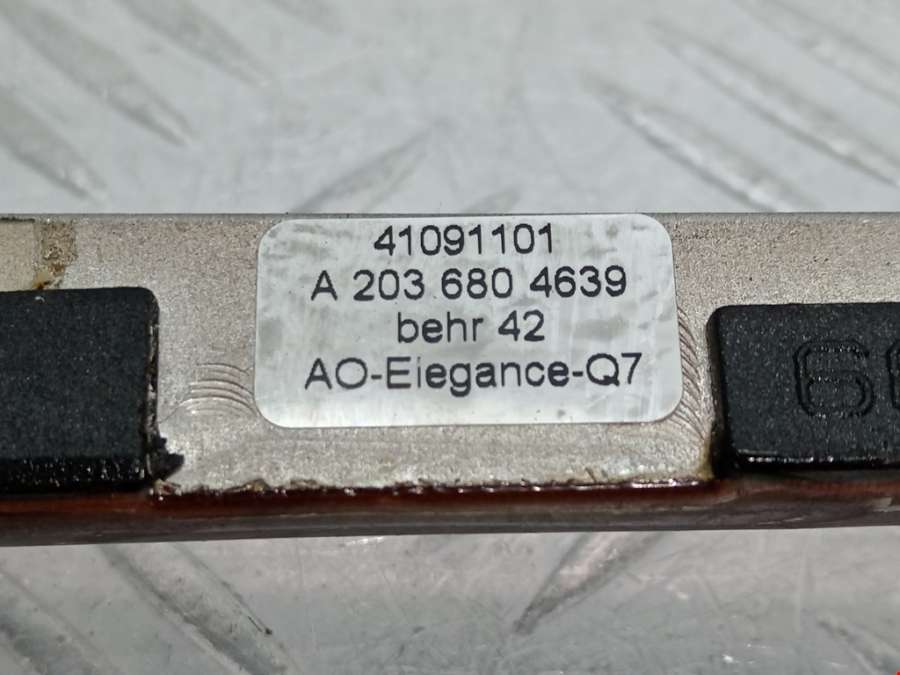 41091101
A 203 680 4639
behr 42
AO-Eiegance-Q7